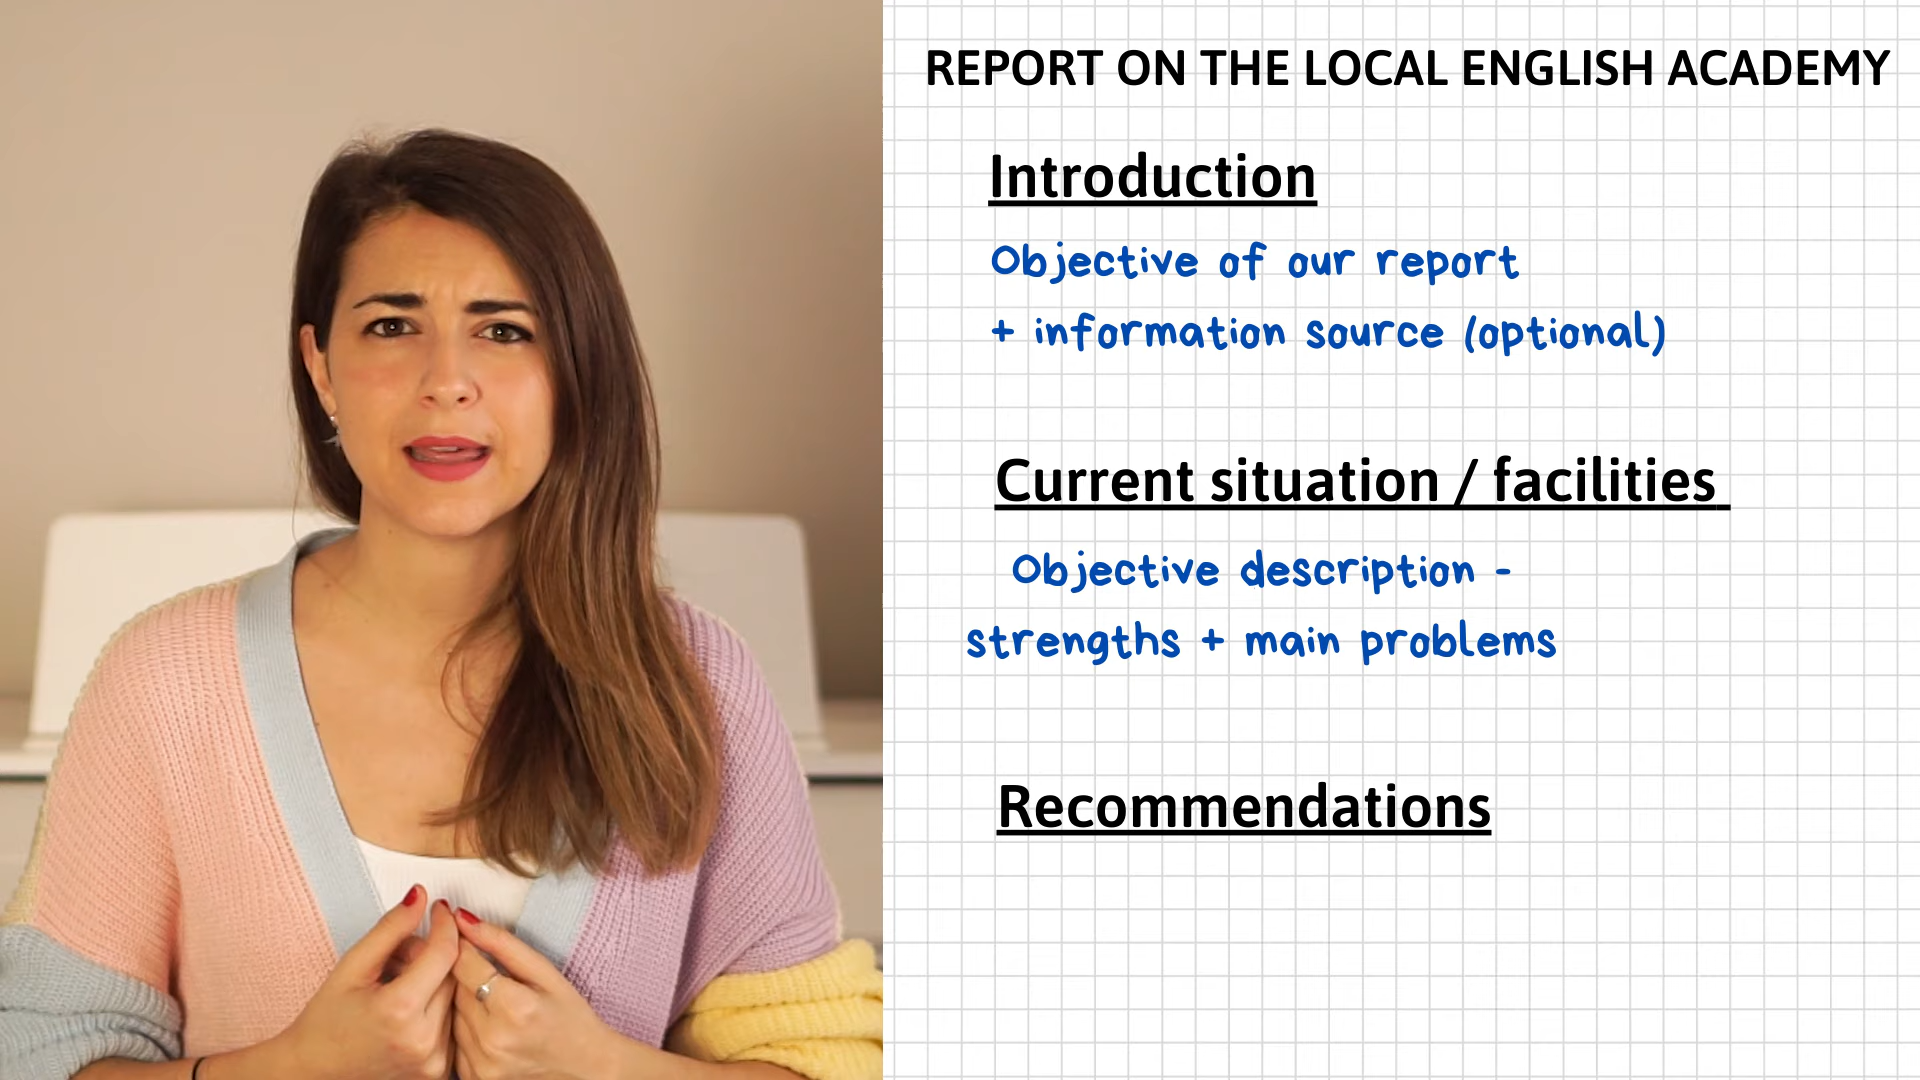 REPORT ON THE LOCAL ENGLISH ACADEMY
Introduction
Objective of our report
+ information source (optional)
Current situation / facilities
Objective description -
strengths + main problems
Recommendations